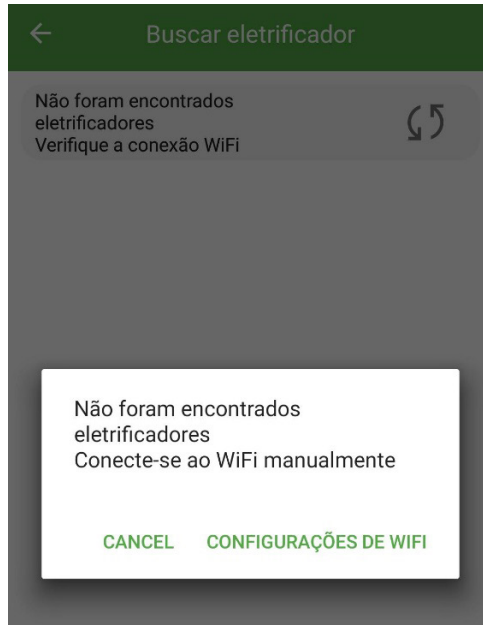 Buscar eletrificador
Não foram encontrados
eletrificadores
Verifique a conexão WiFi
Não foram encontrados
eletrificadores
Conecte-se ao WiFi manualmente
CANCEL CONFIGURAÇÕES DE WIFI